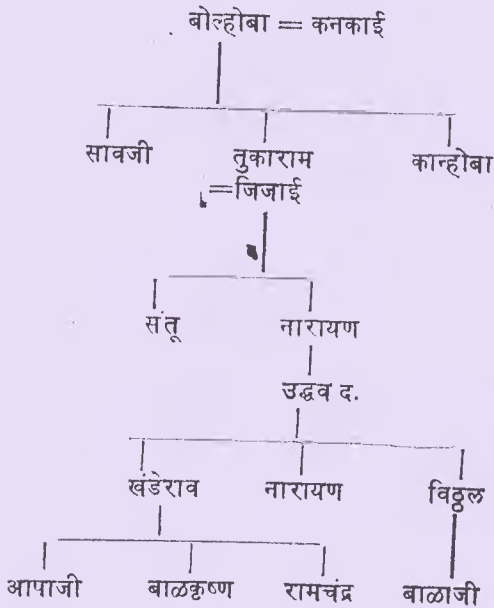 बोल्होबा = कनकाई
सावजी तुकाराम कान्होबा
=जिजाई
संतू नारायण
उद्धव द.
खंडेराव नारायण विठ्ठल
आपाजी बाळकृष्ण रामचंद्र बाळाजी